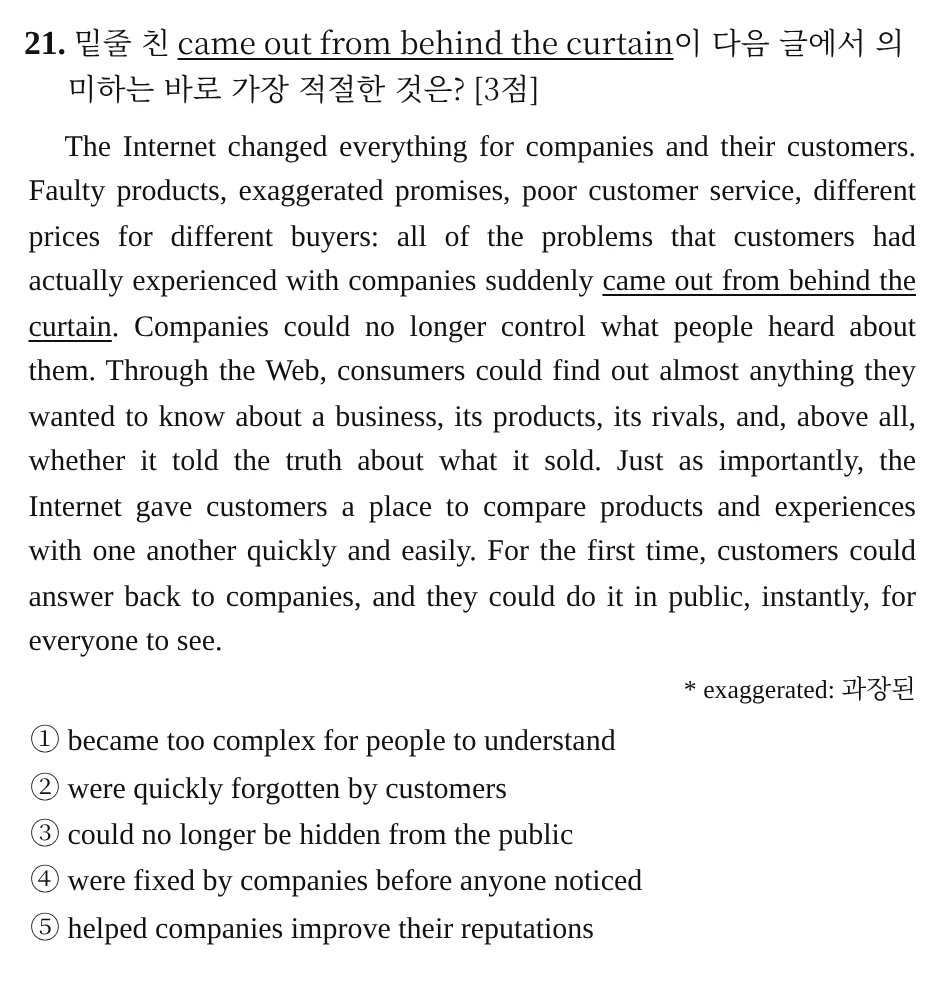 21. 밑줄 친 came out from behind the curtain이 다음 글에서 의
미하는 바로 가장 적절한 것은? [3점]
The Internet changed everything for companies and their customers.
Faulty products, exaggerated promises, poor customer service, different
prices for different buyers: all of the problems that customers had
actually experienced with companies suddenly came out from behind the
curtain. Companies could no longer control what people heard about
them. Through the Web, consumers could find out almost anything they
wanted to know about a business, its products, its rivals, and, above all,
whether it told the truth about what it sold. Just as importantly, the
Internet gave customers a place to compare products and experiences
with one another quickly and easily. For the first time, customers could
answer back to companies, and they could do it in public, instantly, for
everyone to see.
* exaggerated: 과장된
① became too complex for people to understand
② were quickly forgotten by customers
③ could no longer be hidden from the public
④ were fixed by companies before anyone noticed
⑤ helped companies improve their reputations